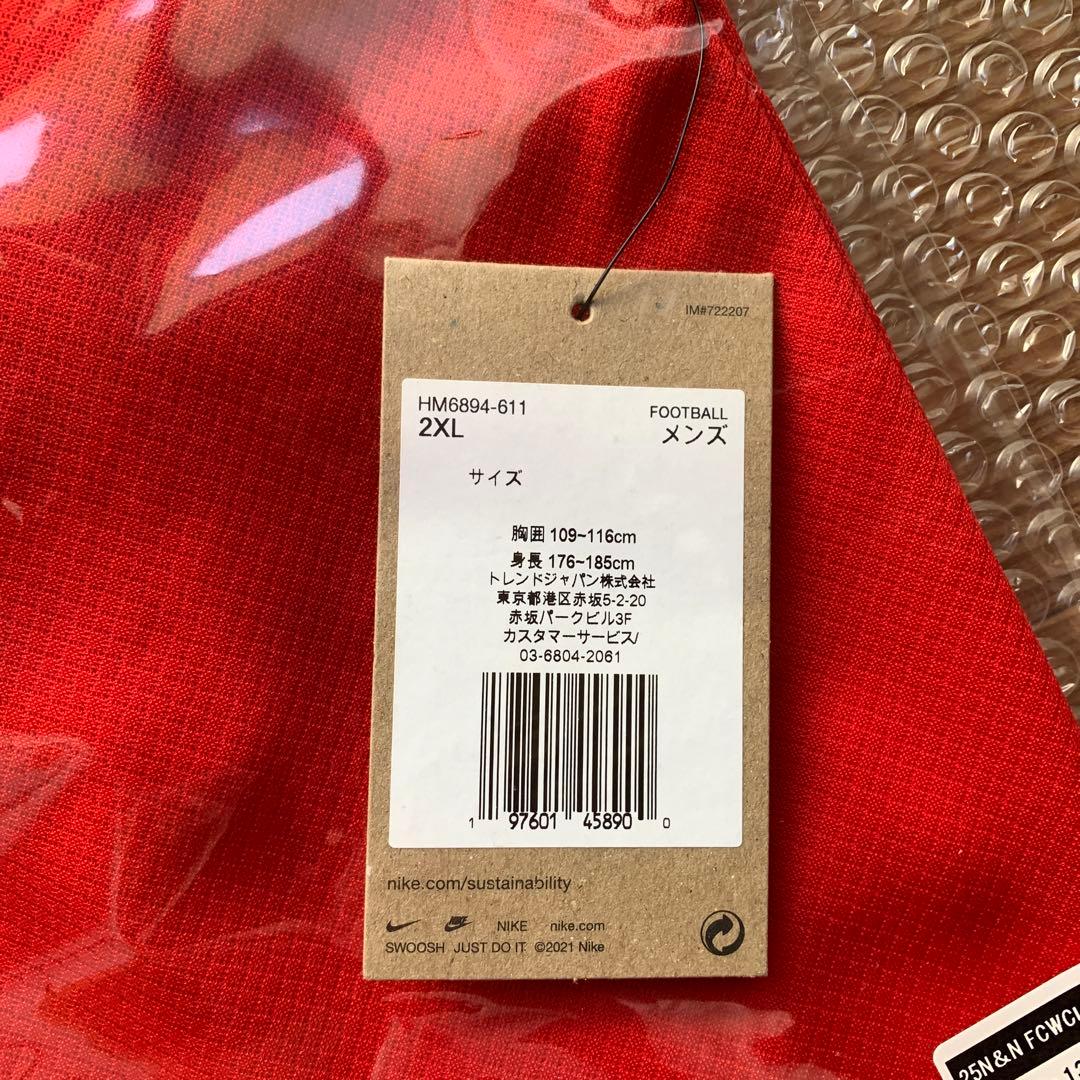 IM#722207
HM6894-611
FOOTBALL
2XL
メンズ
サイズ
胸囲 109~116cm
身長 176~185cm
トレンドジャパン株式会社
東京都港区赤坂5-2-20
赤坂パークビル3F
カスタマーサービス/
03-6804-2061
1 97601 45890 0
nike.com/sustainability
NIKE NIKE nike.com
SWOOSH JUST DO IT ©2021 Nike
25N&N FCWC